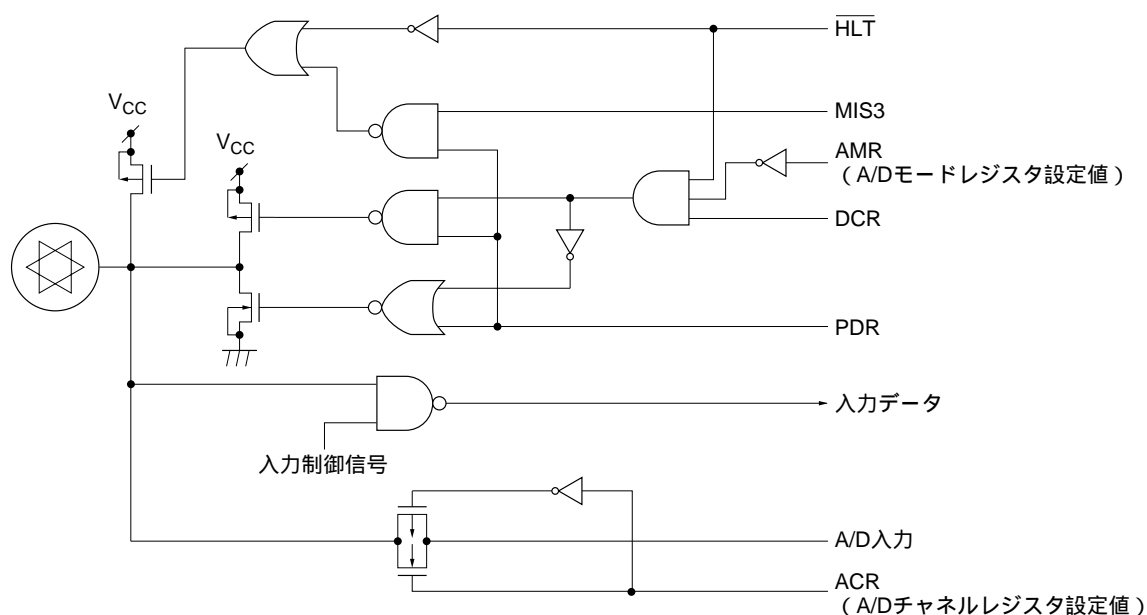 HLT
VCC
MIS3
VCC
AMR
(A/Dモードレジスタ設定値)
DCR
PDR
入力データ
入力制御信号
A/D入力
ACR
(A/Dチャネルレジスタ設定値)